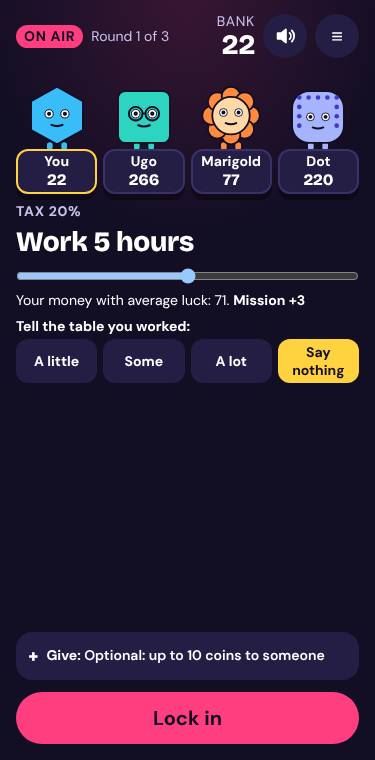 ON AIR
Round 1 of 3
BANK
22
You
22
Ugo
266
Marigold
77
Dot
220
TAX 20%
Work 5 hours
Your money with average luck: 71. Mission +3
Tell the table you worked:
A little
Some
A lot
Say
nothing
+ Give: Optional: up to 10 coins to someone
Lock in